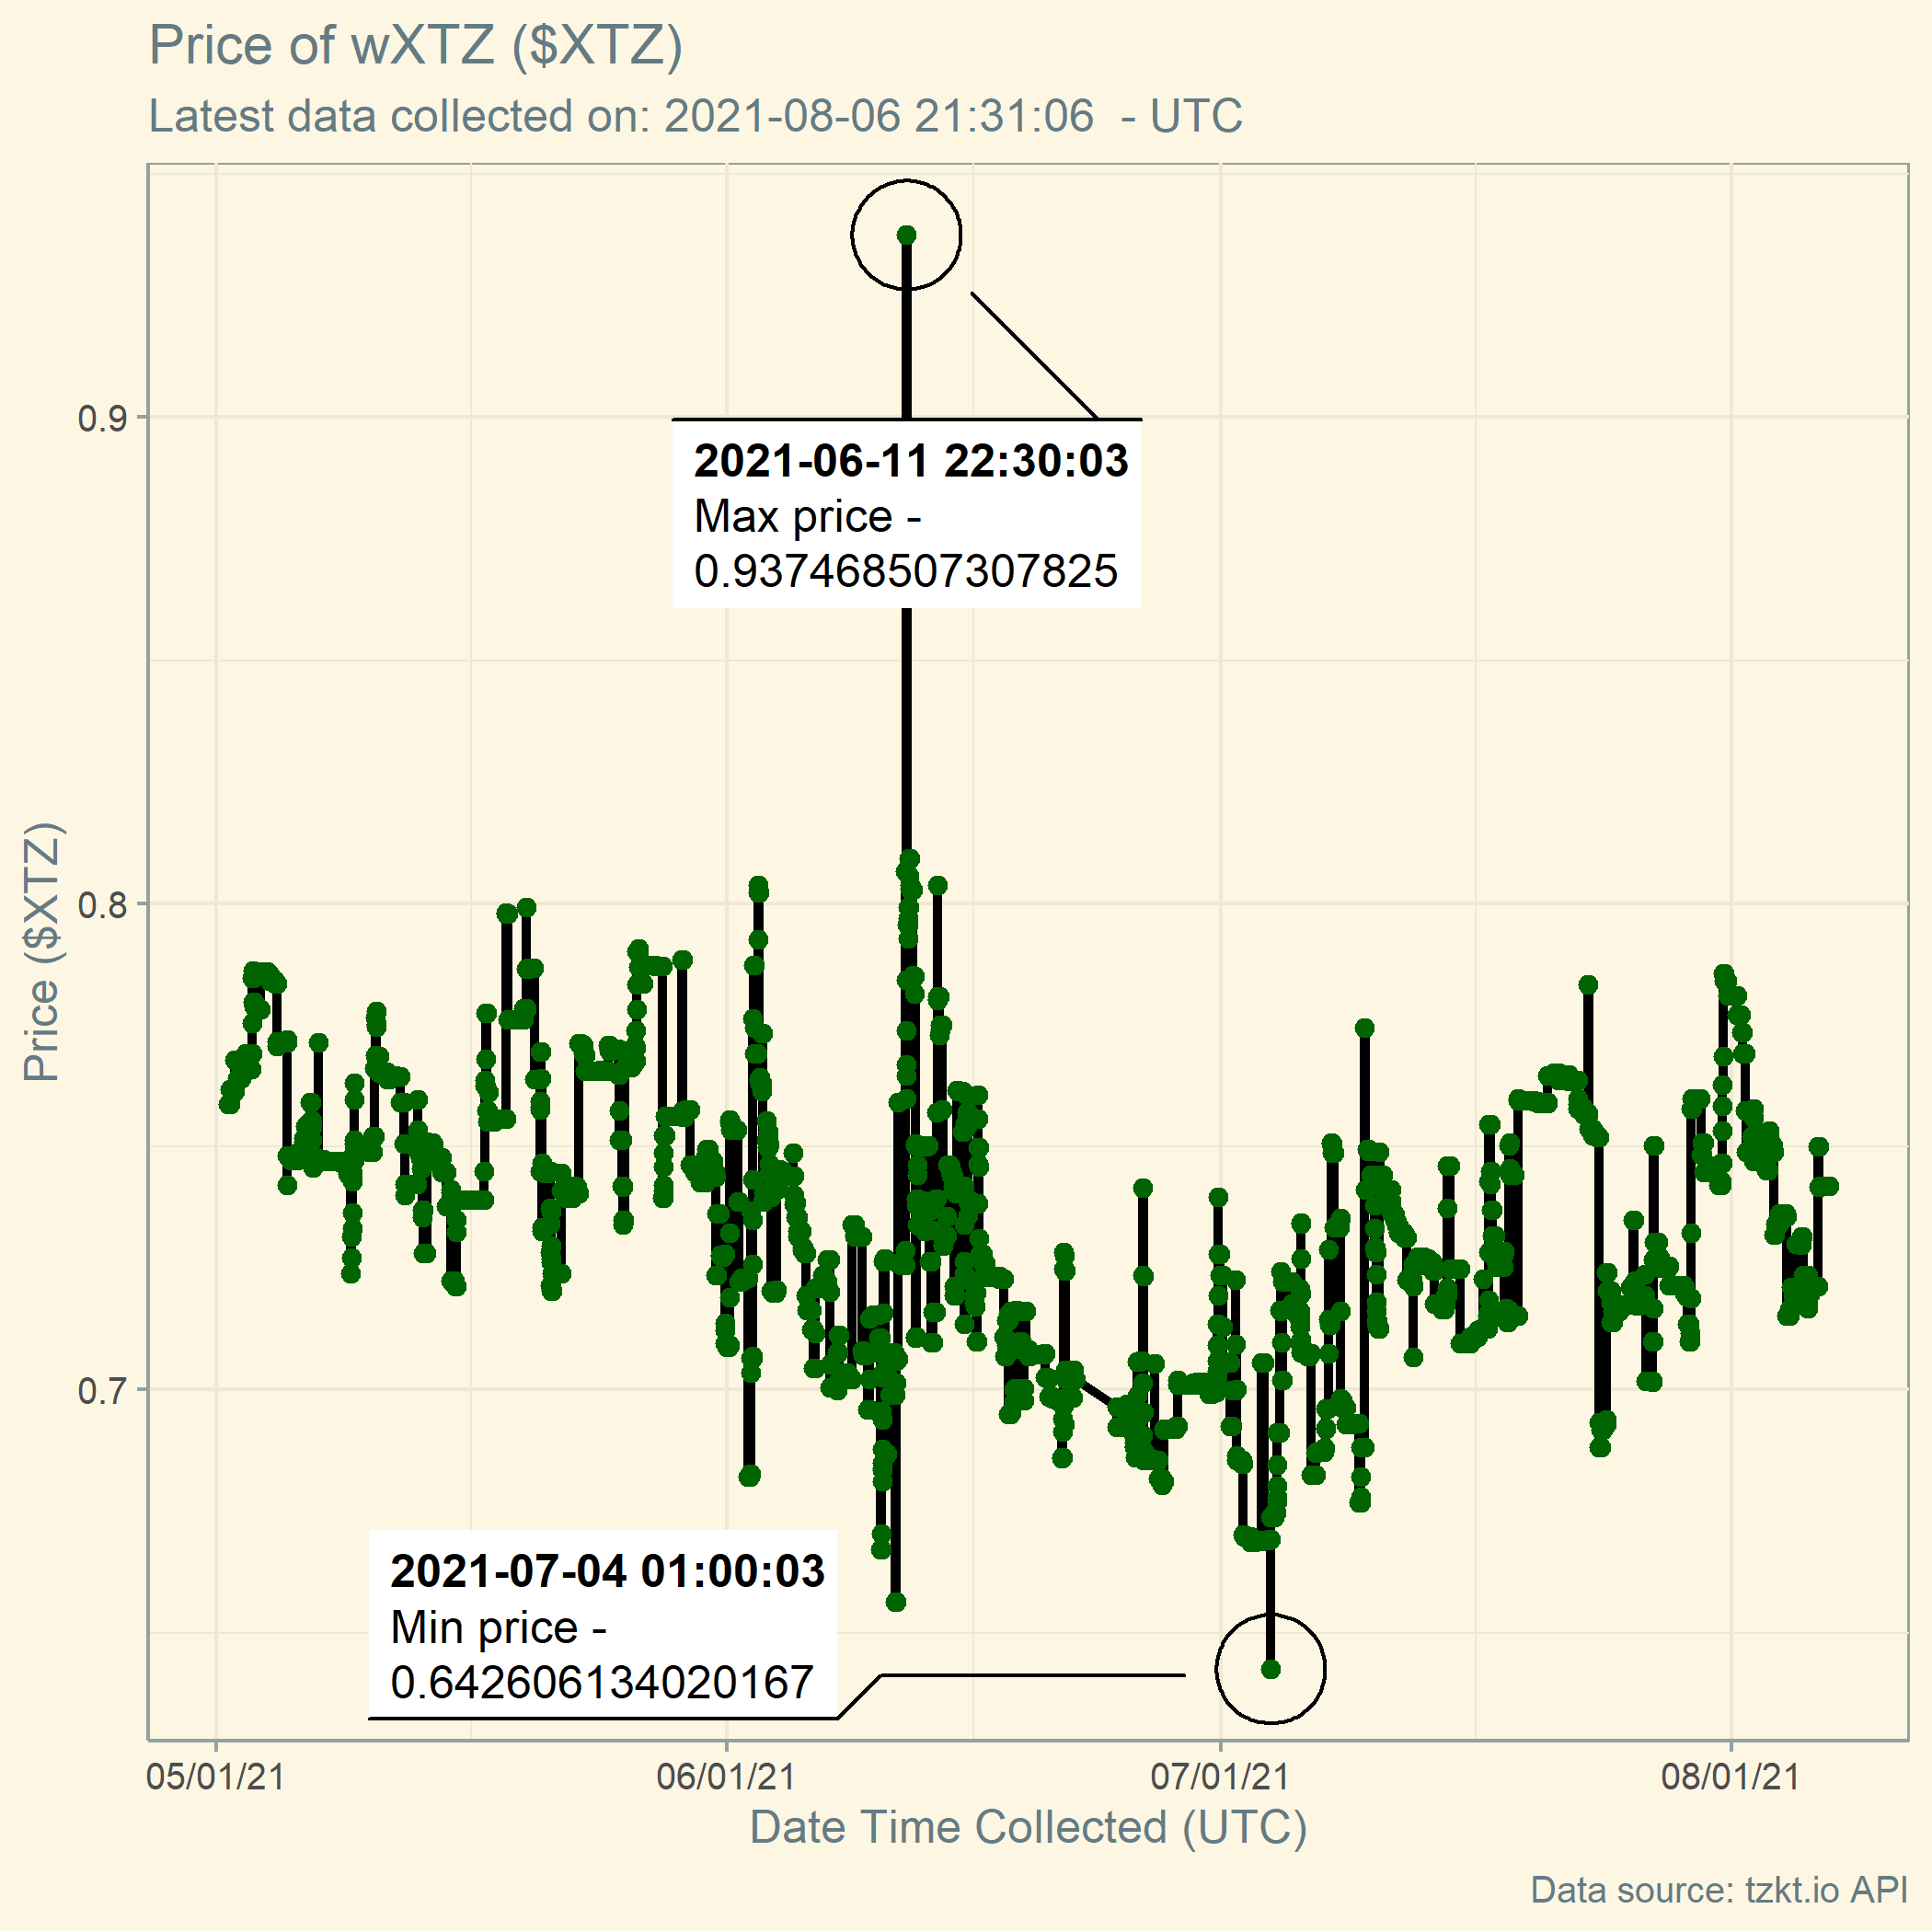 Price of wXTZ ($XTZ)
Latest data collected on: 2021-08-06 21:31:06  - UTC
2021-06-11 22:30:03
Max price -
0.937468507307825
0.9
0.8
0.7
Price ($XTZ)
2021-07-04 01:00:03
Min price -
0.642606134020167
05/01/21
06/01/21
07/01/21
08/01/21
Date Time Collected (UTC)
Data source: tzkt.io API